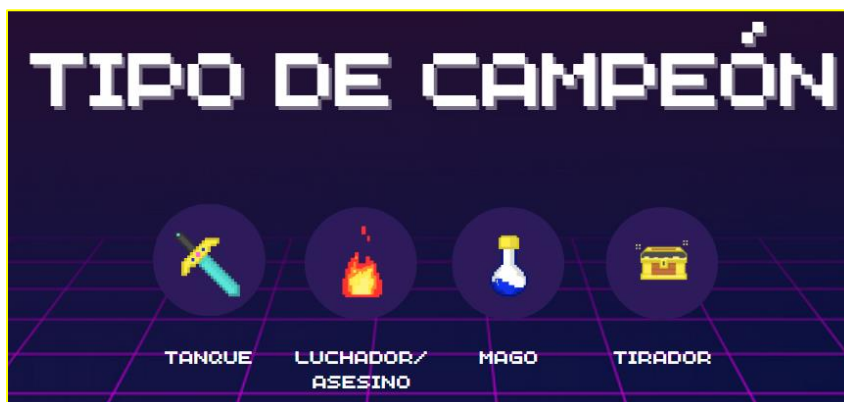 TIPO DE CAMPEÓN
TANQUE
LUCHADOR/
ASESINO
MAGO
TIRADOR